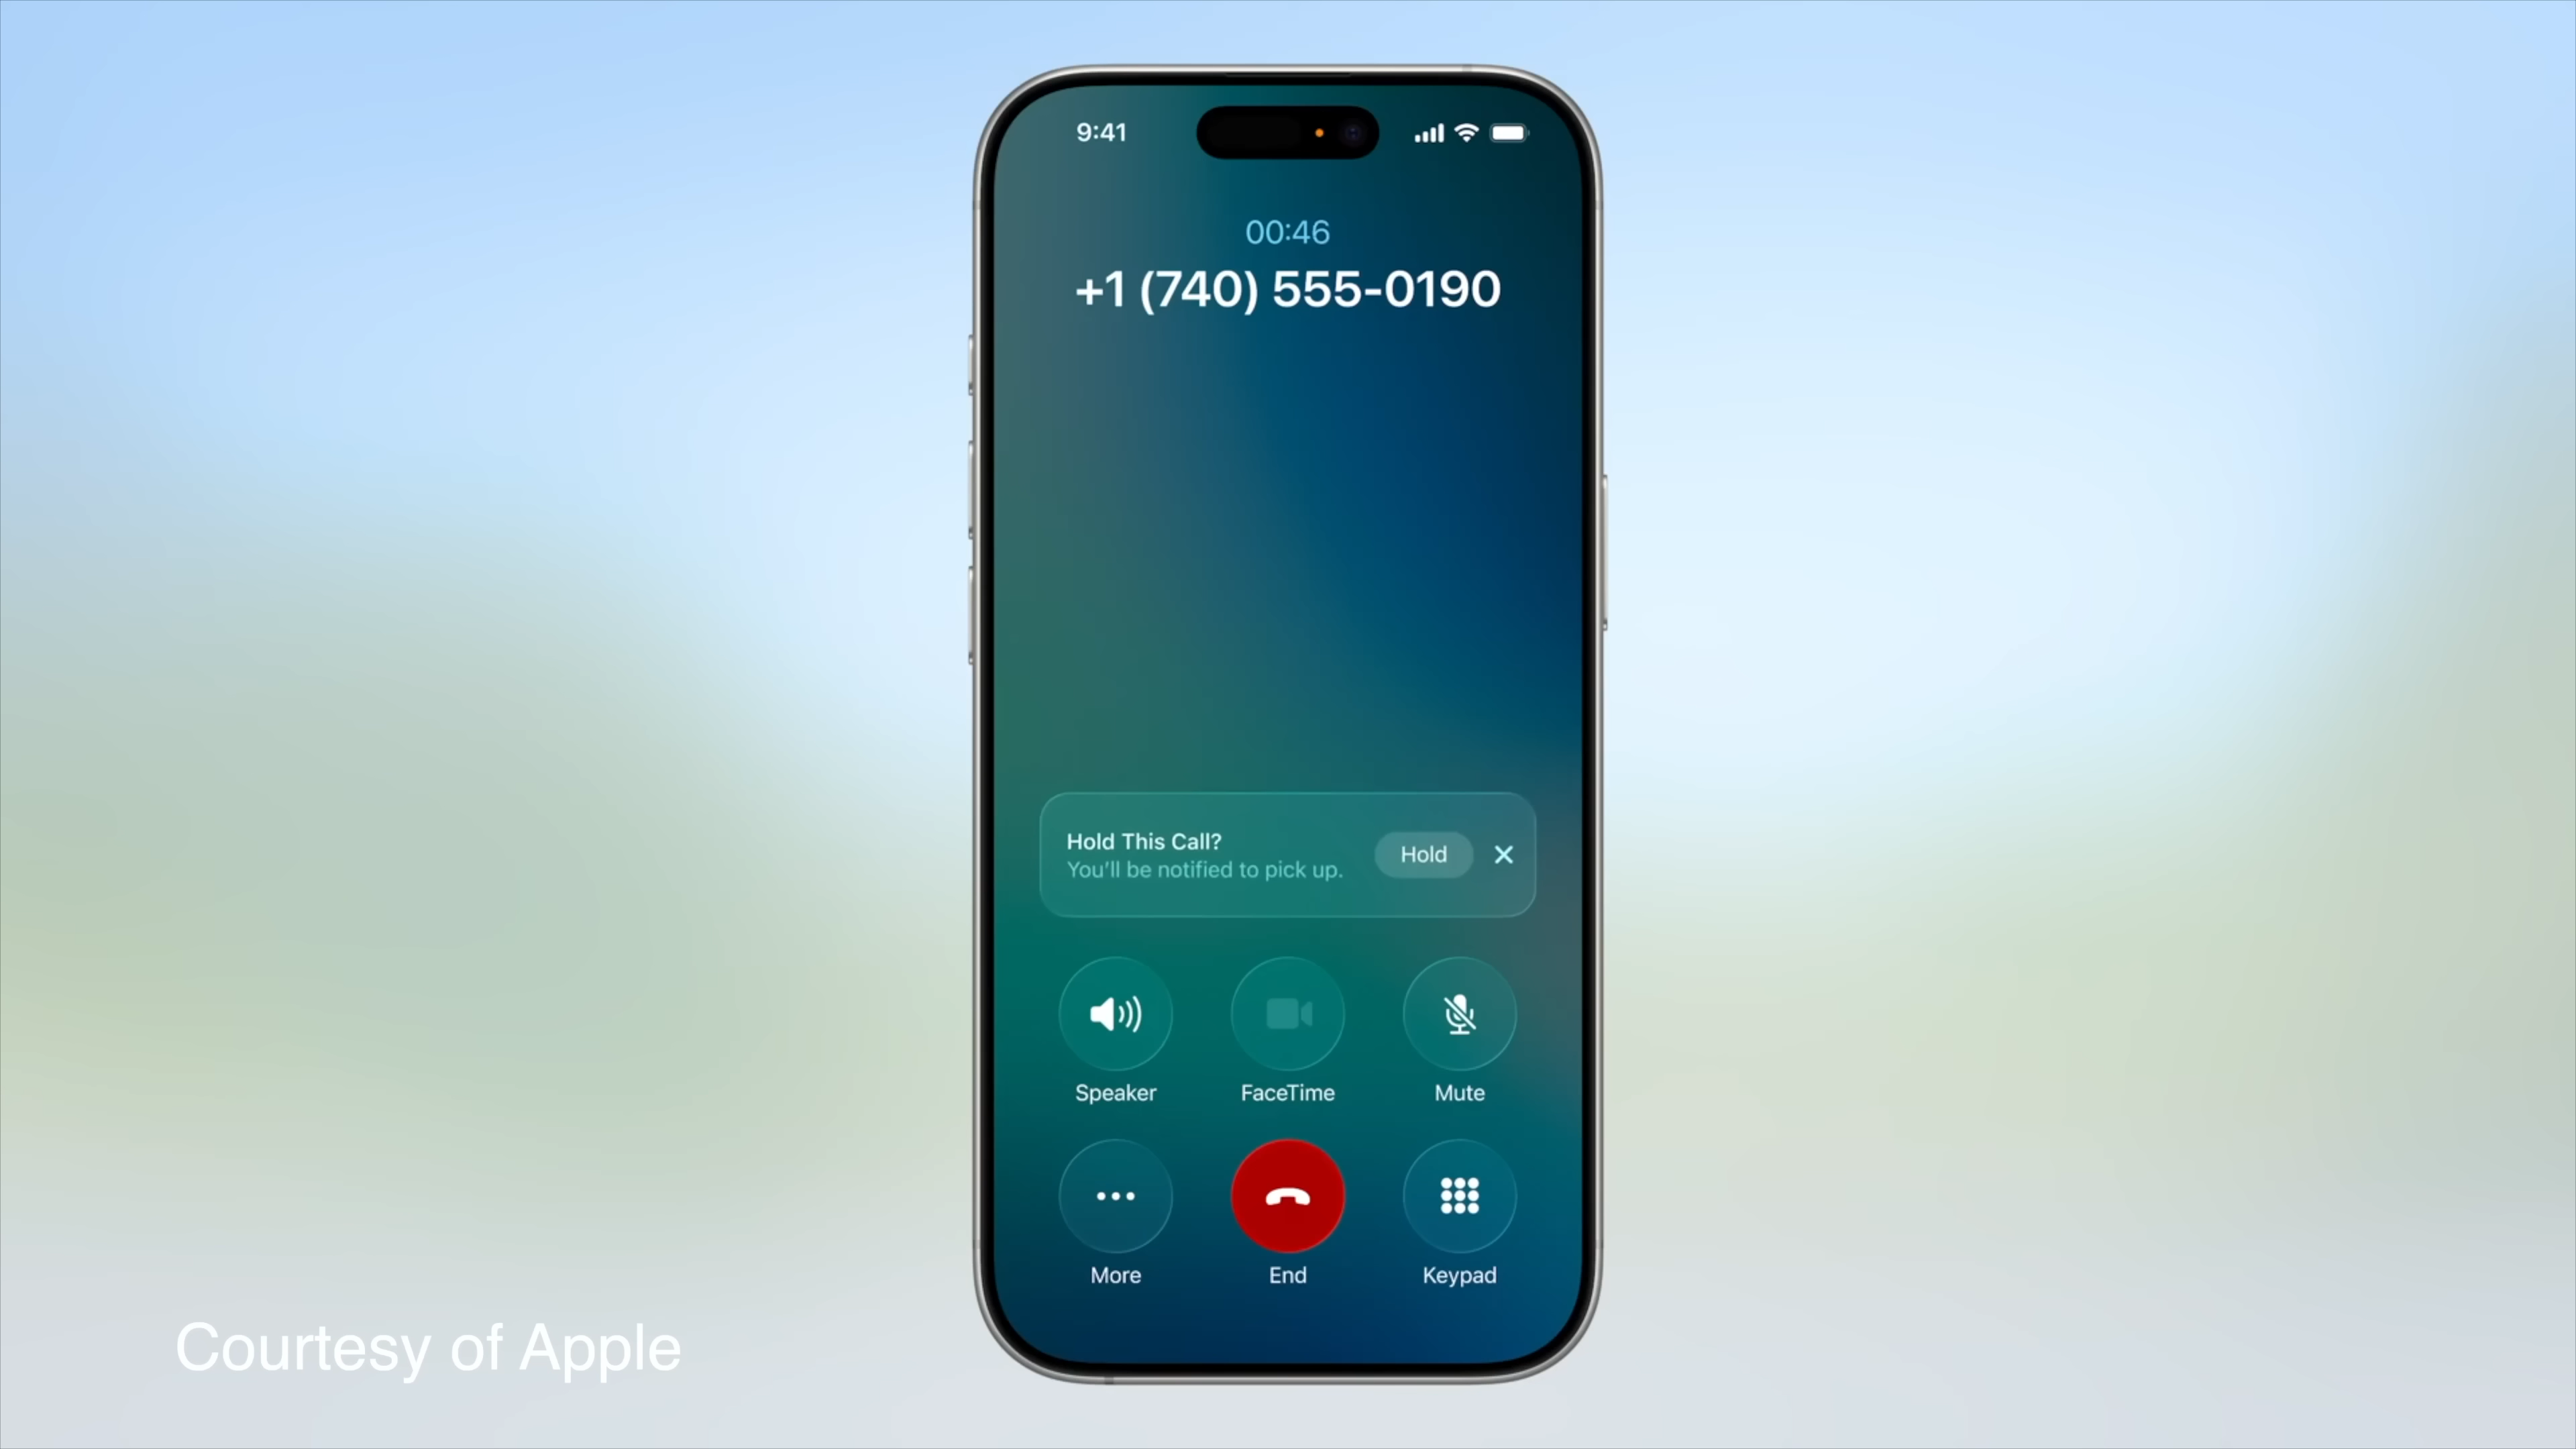 9:41
00:46
+1 (740) 555-0190
Hold This Call?
You'll be notified to pick up.
Hold
Speaker
FaceTime
Mute
More
End
Keypad
Courtesy of Apple